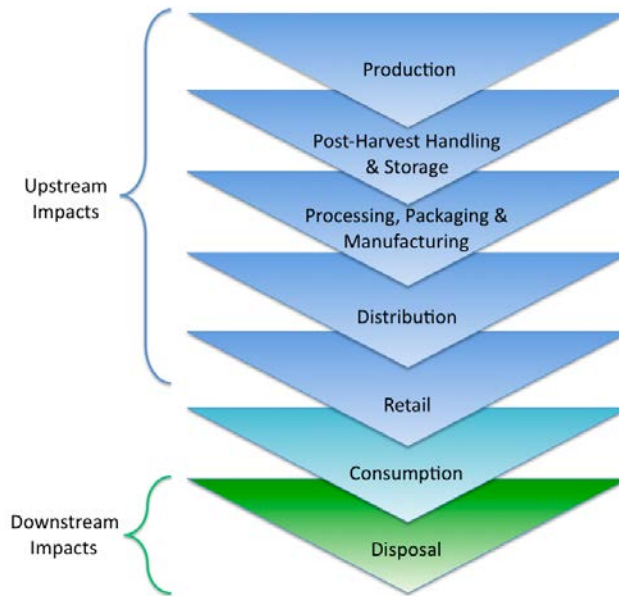 Production
Post-Harvest Handling
& Storage
Upstream
Impacts
Processing, Packaging &
Manufacturing
Distribution
Retail
Consumption
Downstream
Impacts
Disposal